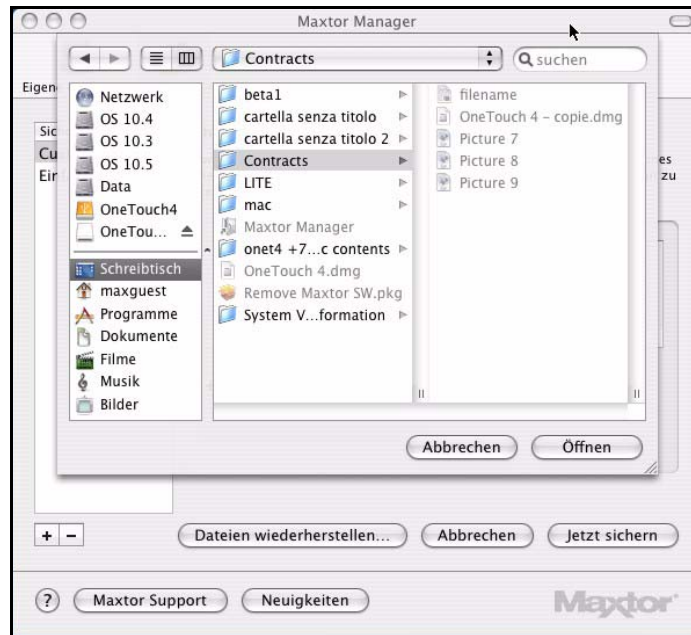 Maxtor Manager
Contracts
suchen
Eigen
Netzwerk
OS 10.4
OS 10.3
OS 10.5
Data
OneTouch4
OneTou...
Schreibtisch
maxguest
Programme
Dokumente
Filme
Musik
Bilder
beta1
cartella senza titolo
cartella senza titolo 2
Contracts
LITE
mac
Maxtor Manager
onet4 +7...c contents
OneTouch 4.dmg
Remove Maxtor SW.pkg
System V...formation
filename
OneTouch 4 – copie.dmg
Picture 7
Picture 8
Picture 9
Sic
Cu
Ein
es
zu
Abbrechen
Öffnen
+ −
Dateien wiederherstellen...
Abbrechen
Jetzt sichern
?
Maxtor Support
Neuigkeiten
Maxtor